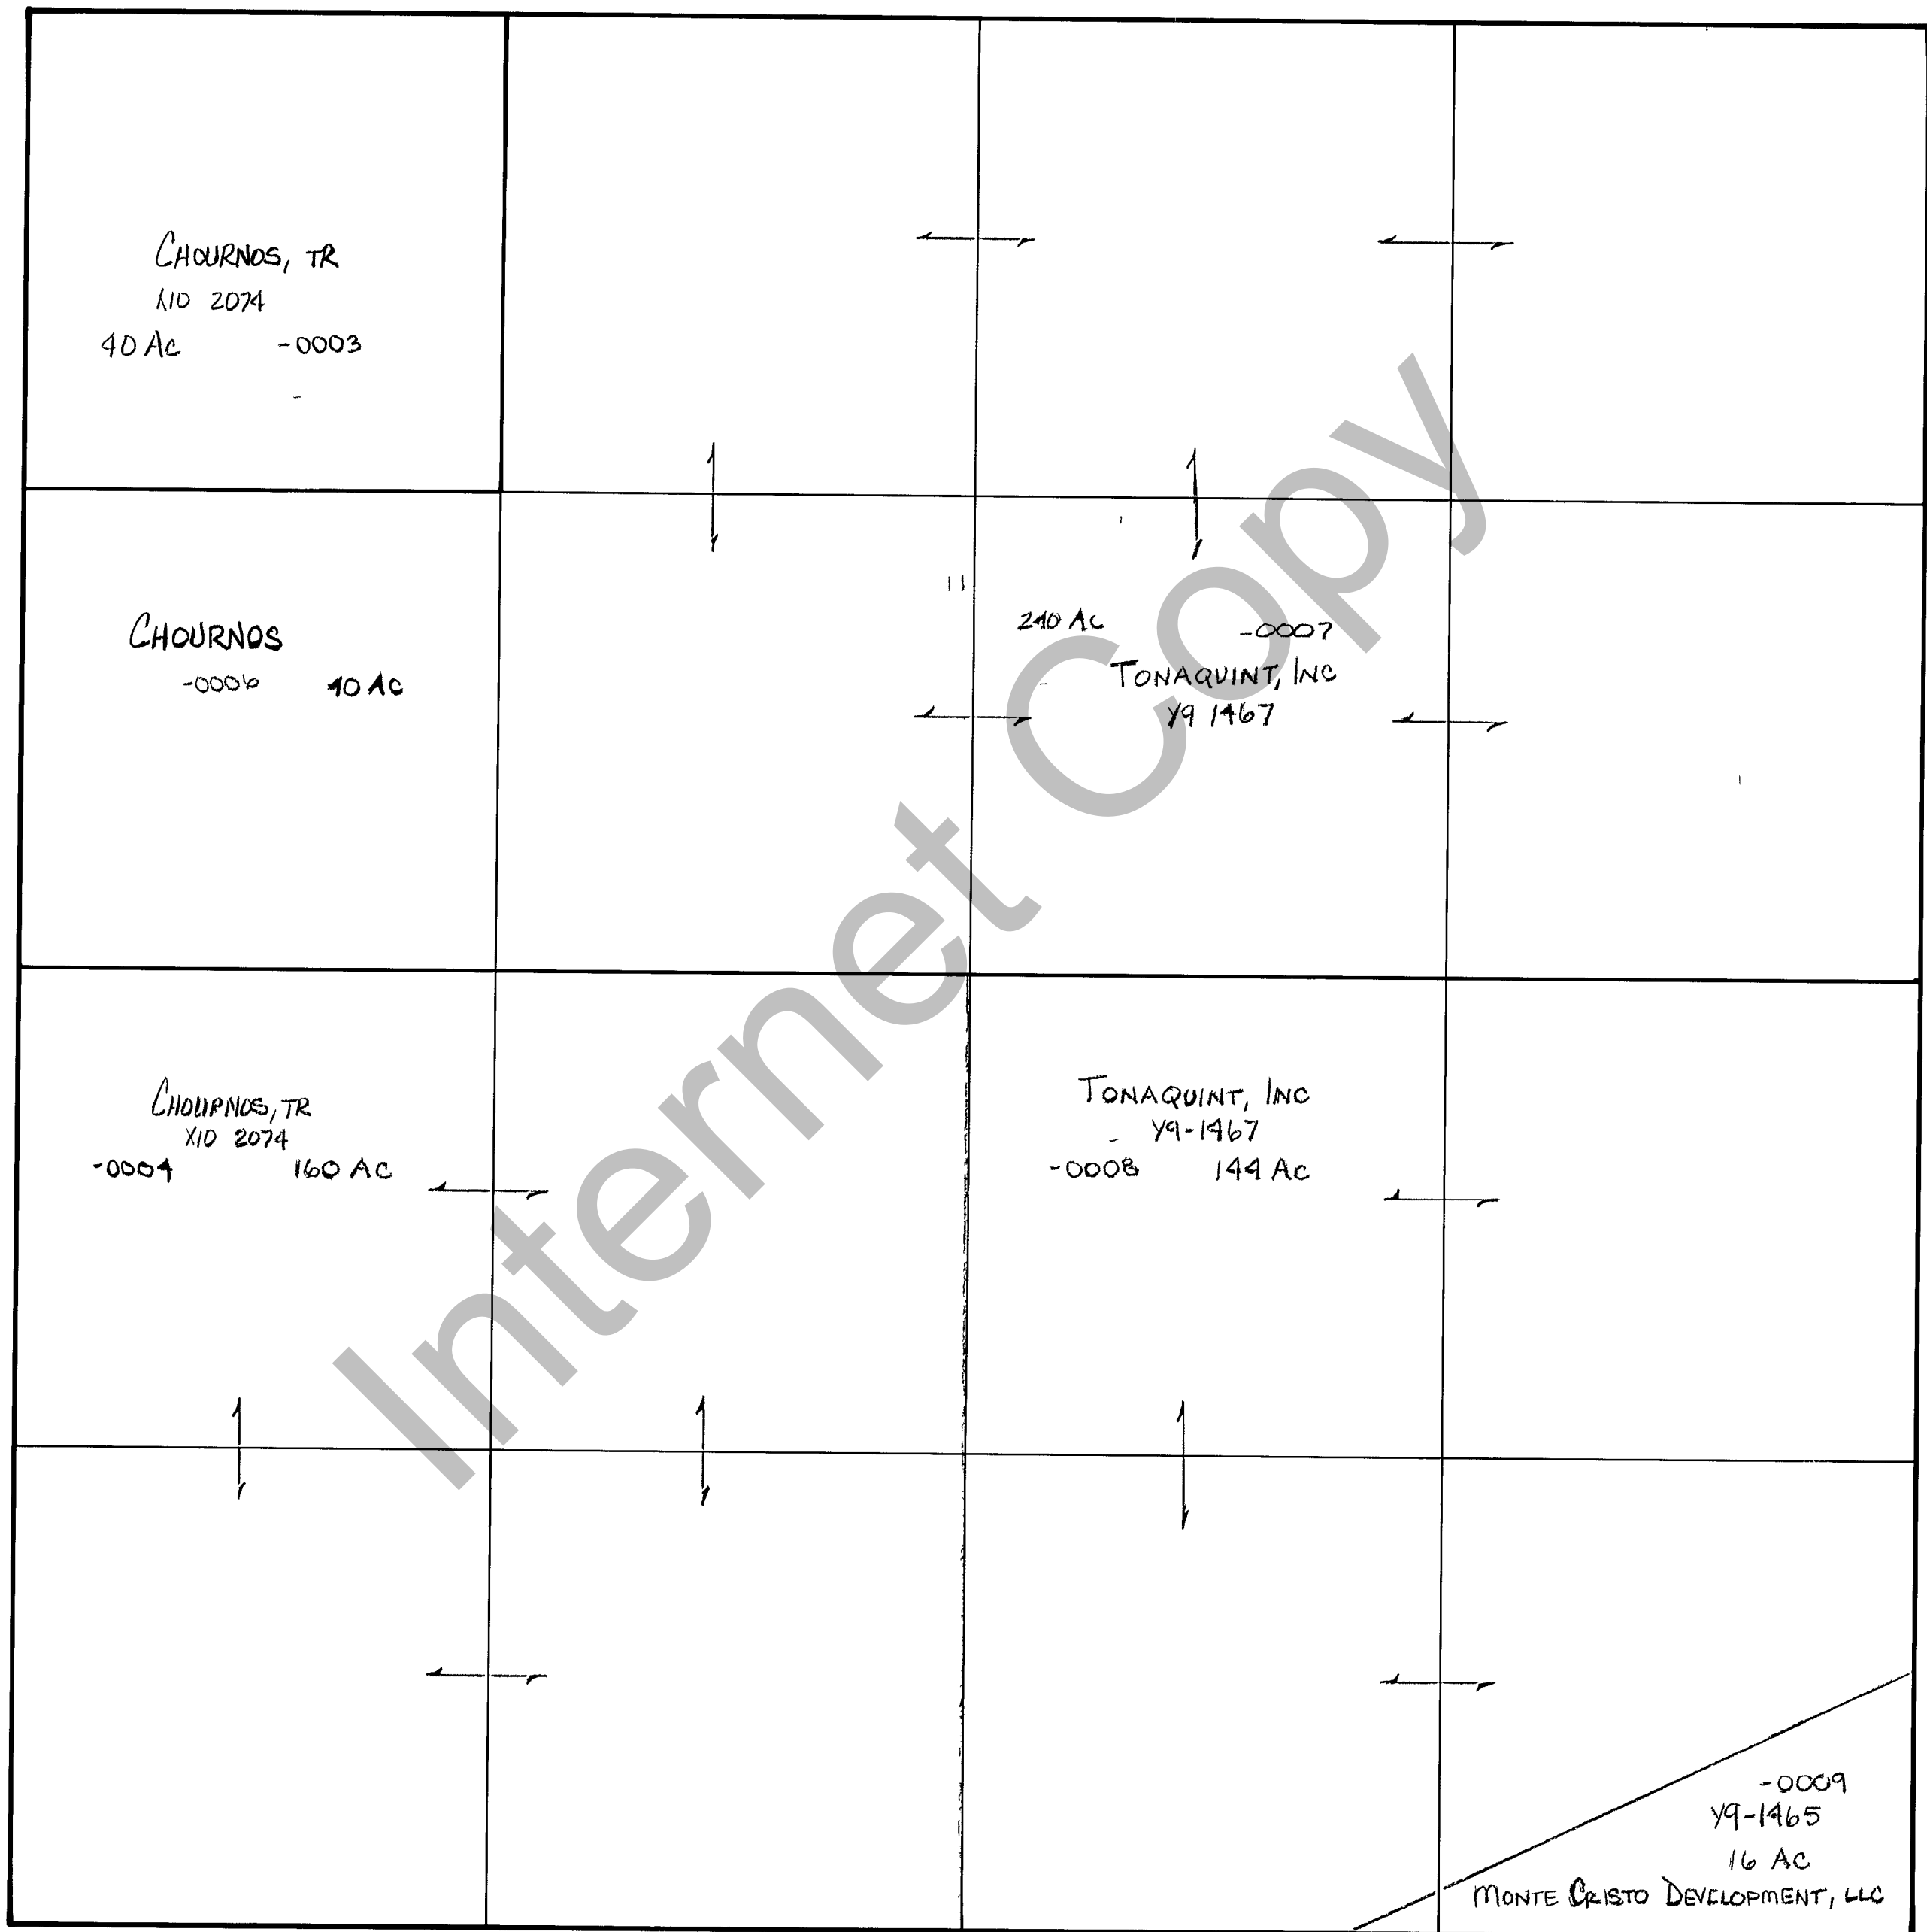 CHOURNOS, TR
X10 2074
40 Ac -0003
CHOURNOS
-0006 40 AC
240 AC -0007
TONAQUINT, INC
Y9 1467
CHOURNOS, TR
X10 2074
-0004 160 AC
TONAQUINT, INC
Y9-1467
-0008 144 AC
-0009
Y9-1465
16 AC
MONTE CRISTO DEVELOPMENT, LLC
Internet Copy